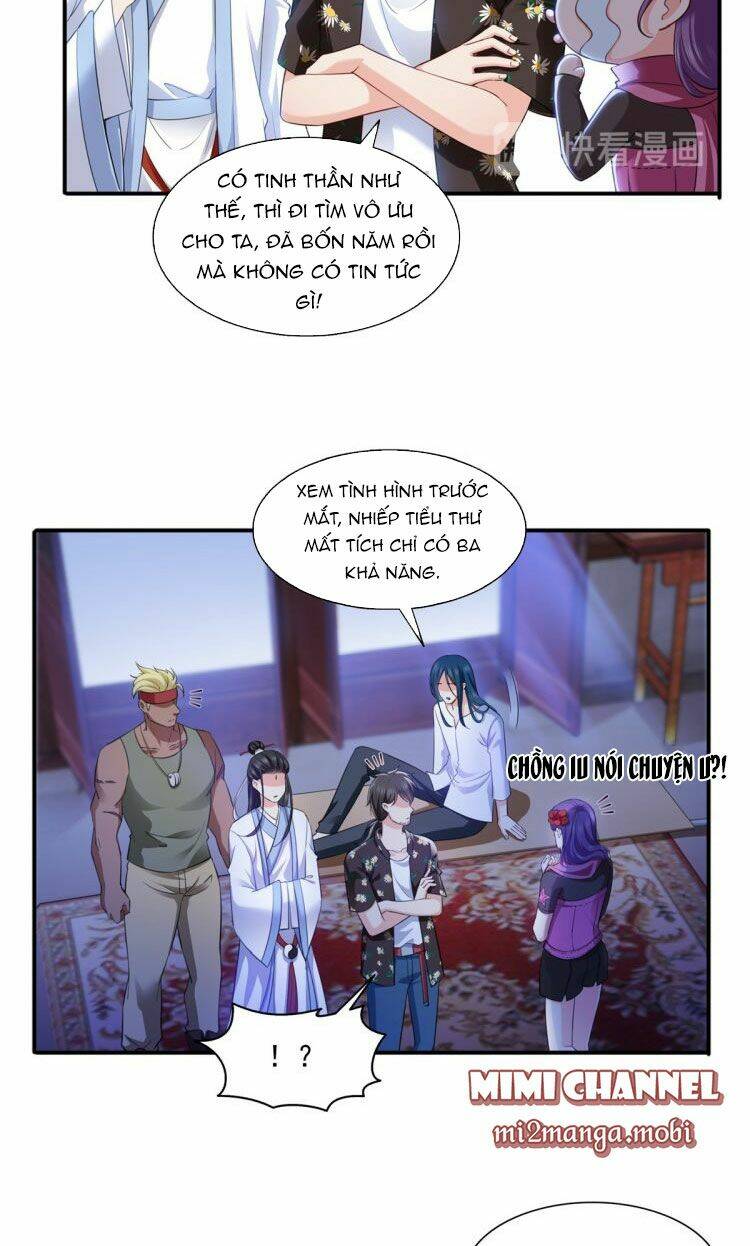 快看漫画
CÓ TINH THẦN NHƯ
THẾ, THÌ ĐI TÌM VÔ ƯU
CHO TA, ĐÃ BỐN NĂM RỒI
MÀ KHÔNG CÓ TIN TỨC
GÌ!
XEM TÌNH HÌNH TRƯỚC
MẮT, NHIẾP TIỂU THƯ
MẤT TÍCH CHỈ CÓ BA
KHẢ NĂNG.
CHỒNG IU NÓI CHUYỆN Ư?!
! ?
MIMI CHANNEL
mi2manga.mobi